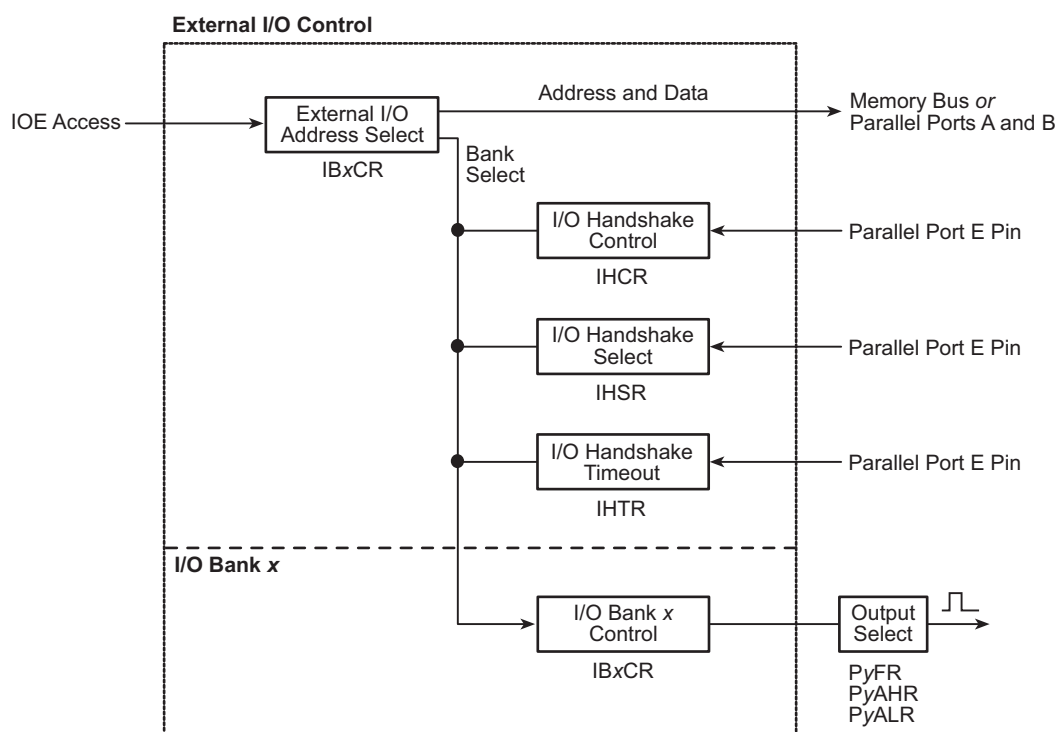 External I/O Control
IOE Access
External I/O
Address Select
IBxCR
Address and Data
Memory Bus or
Parallel Ports A and B
Bank
Select
I/O Handshake
Control
IHCR
Parallel Port E Pin
I/O Handshake
Select
IHSR
Parallel Port E Pin
I/O Handshake
Timeout
IHTR
Parallel Port E Pin
I/O Bank x
I/O Bank x
Control
IBxCR
Output
Select
PyFR
PyAHR
PyALR